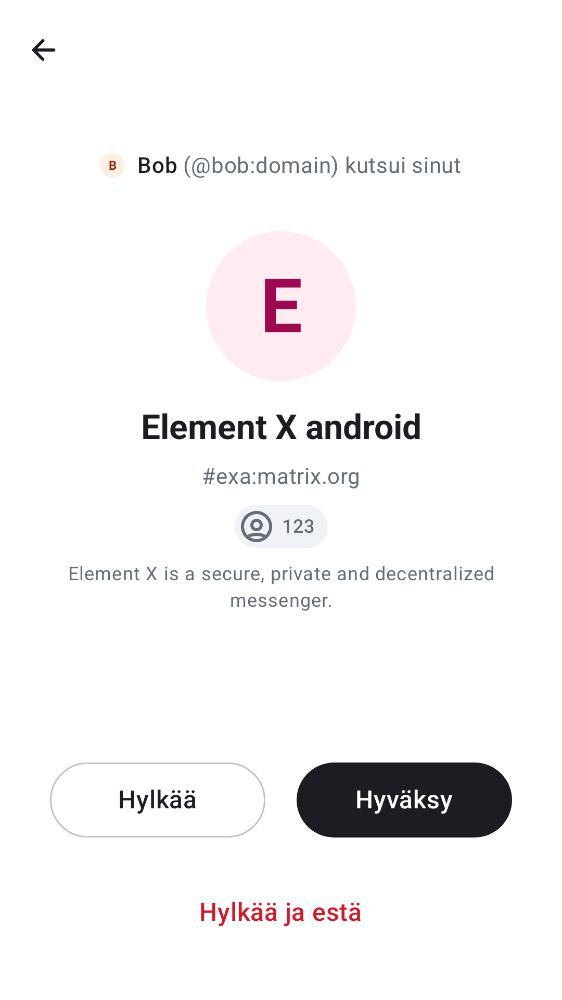 B Bob (@bob:domain) kutsui sinut
E
Element X android
#exa:matrix.org
123
Element X is a secure, private and decentralized
messenger.
Hylkää
Hyväksy
Hylkää ja estä